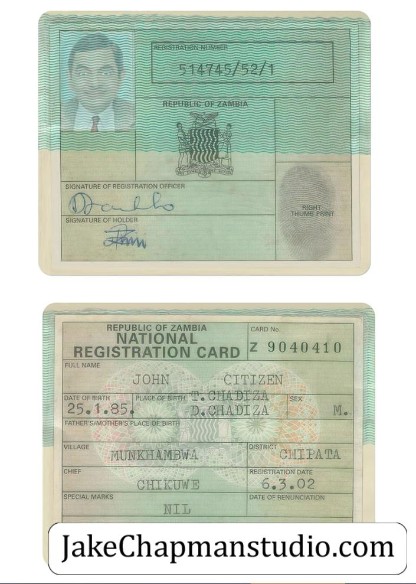 REGISTRATION NUMBER
514745/52/1
REPUBLIC OF ZAMBIA
SIGNATURE OF REGISTRATION OFFICER
SIGNATURE OF HOLDER
RIGHT
THUMB PRINT
REPUBLIC OF ZAMBIA
NATIONAL
REGISTRATION CARD
CARD No.
Z 9040410
FULL NAME
JOHN CITIZEN
DATE OF BIRTH
25.1.85.
PLACE OF BIRTH
T.CHADIZA
D.CHADIZA
SEX
M.
FATHER'S/MOTHER'S PLACE OF BIRTH
VILLAGE
MUNKHAMBWA
DISTRICT
CHIPATA
CHIEF
CHIKUWE
REGISTRATION DATE
6.3.02
SPECIAL MARKS
NIL
DATE OF RENUNCIATION
JakeChapmanstudio.com